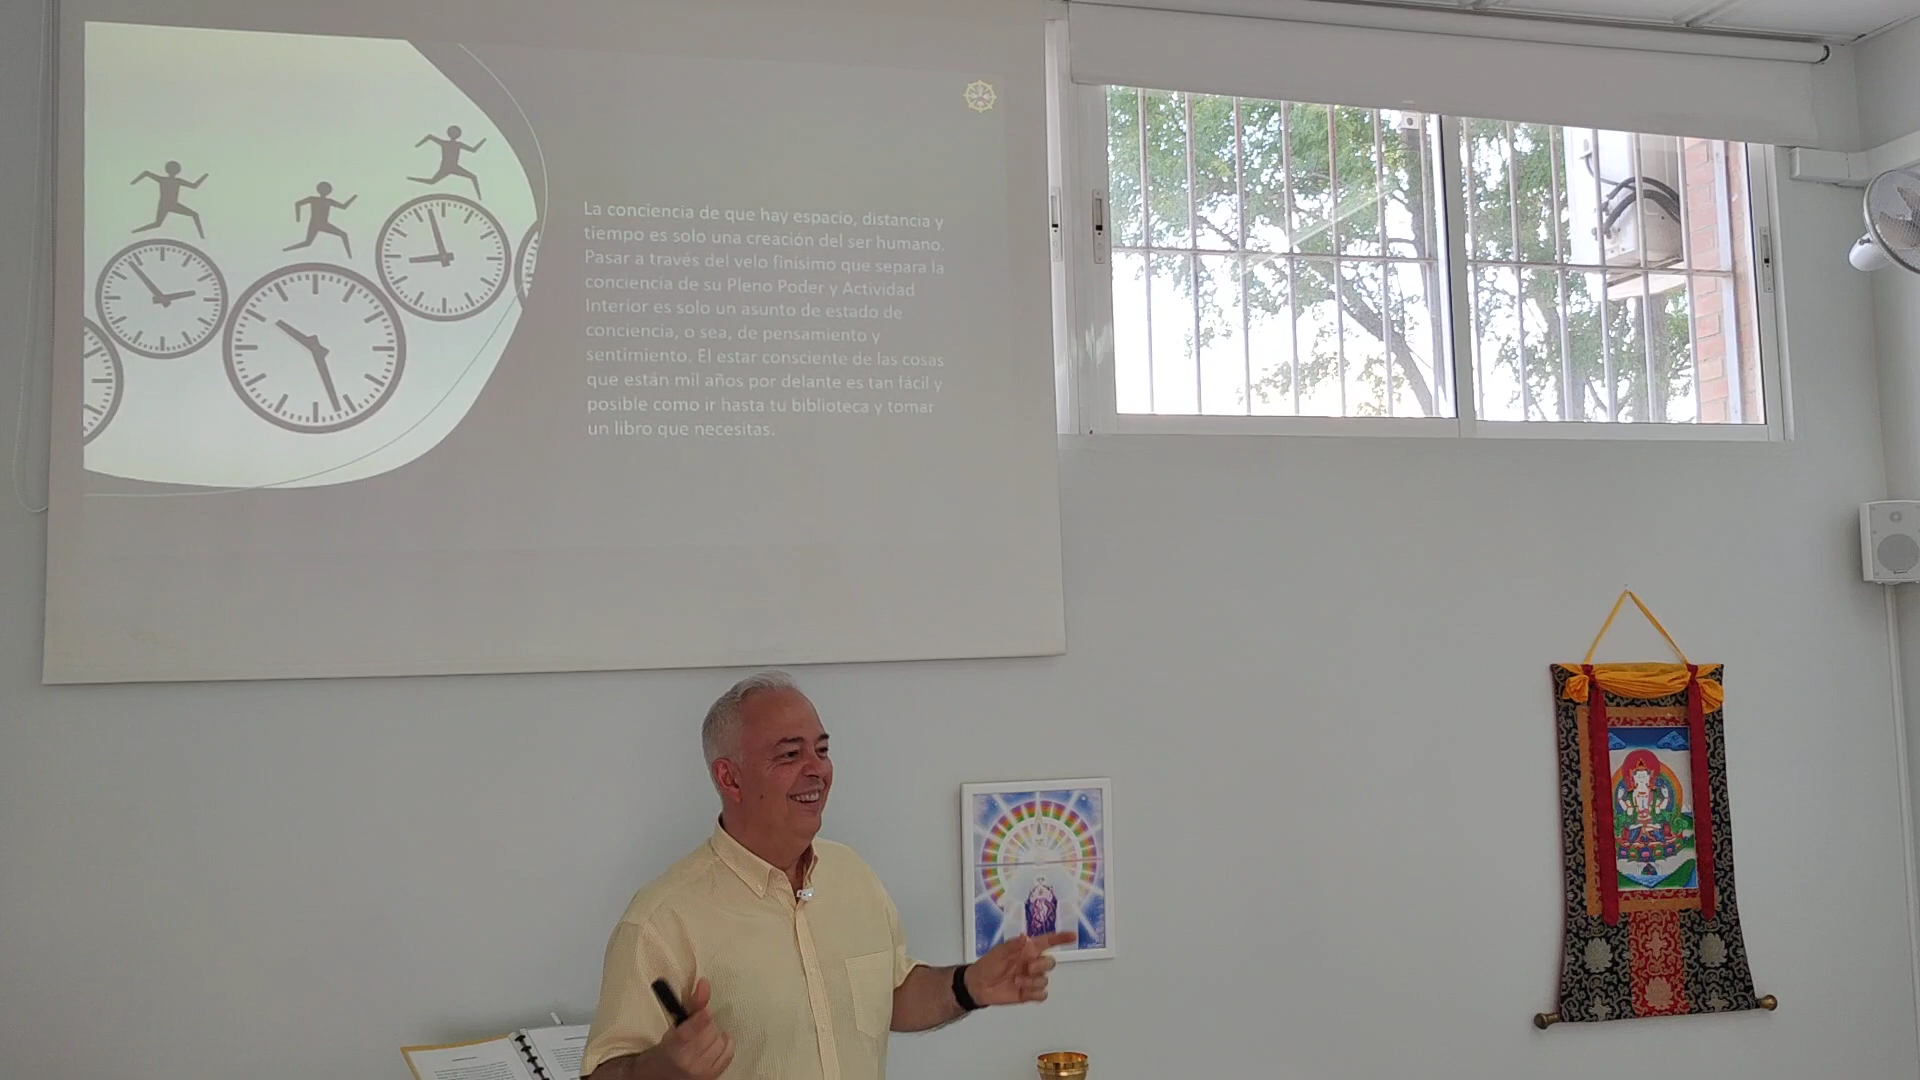 La conciencia de que hay espacio, distancia y
tiempo es solo una creación del ser humano.
Pasar a través del velo finísimo que separa la
conciencia de su Pleno Poder y Actividad
Interior es solo un asunto de estado de
conciencia, o sea, de pensamiento y
sentimiento. El estar consciente de las cosas
que están mil años por delante es tan fácil y
posible como ir hasta tu biblioteca y tomar
un libro que necesitas.